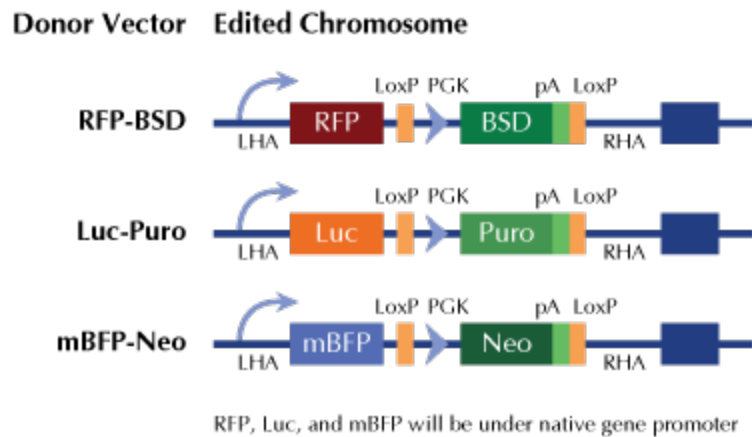 Donor Vector Edited Chromosome
LoxP PGK pA LoxP
RFP-BSD RFP BSD
LHA RHA
LoxP PGK pA LoxP
Luc-Puro Luc Puro
LHA RHA
LoxP PGK pA LoxP
mBFP-Neo mBFP Neo
LHA RHA
RFP, Luc, and mBFP will be under native gene promoter